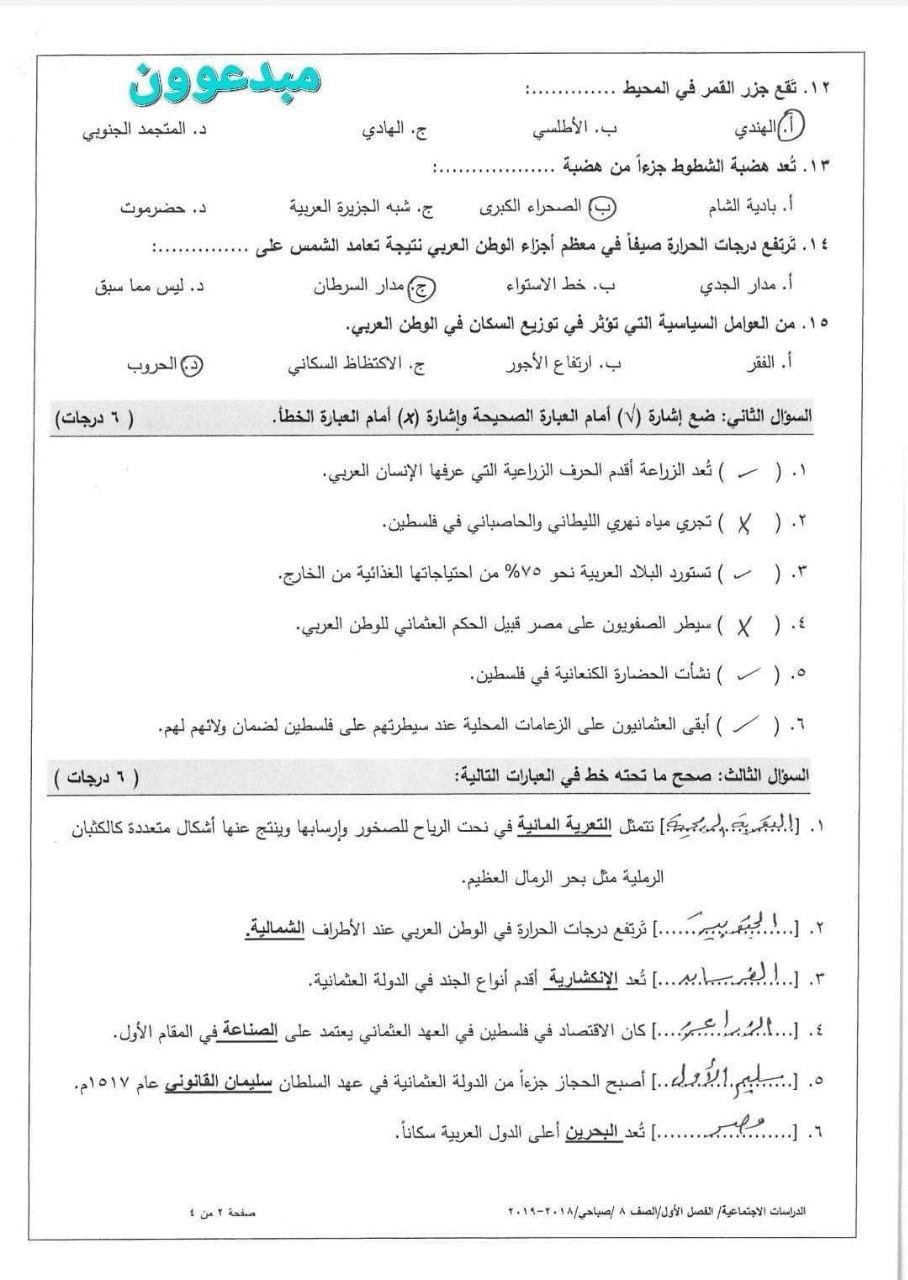 مبدعوون
١٢. تقع جزر القمر في المحيط .............:
أ. الهندي ب. الأطلسي ج. الهادي د. المتجمد الجنوبي
١٣. تُعد هضبة الشطوط جزءاً من هضبة ..................:
أ. بادية الشام ب. الصحراء الكبرى ج. شبه الجزيرة العربية د. حضرموت
١٤. تَرتفع درجات الحرارة صيفاً في معظم أجزاء الوطن العربي نتيجة تعامد الشمس على ..............:
أ. مدار الجدي ب. خط الاستواء ج. مدار السرطان د. ليس مما سبق
١٥. من العوامل السياسية التي تؤثر في توزيع السكان في الوطن العربي.
أ. الفقر ب. ارتفاع الأجور ج. الاكتظاظ السكاني د. الحروب
السؤال الثاني: ضع إشارة (√) أمام العبارة الصحيحة وإشارة (x) أمام العبارة الخطأ. ( ٦ درجات)
١. ( ✓ ) تُعد الزراعة أقدم الحرف الزراعية التي عرفها الإنسان العربي.
٢. ( X ) تجري مياه نهري الليطاني والحاصباني في فلسطين.
٣. ( ✓ ) تستورد البلاد العربية نحو ٧٥% من احتياجاتها الغذائية من الخارج.
٤. ( X ) سيطر الصفويون على مصر قبيل الحكم العثماني للوطن العربي.
٥. ( ✓ ) نشأت الحضارة الكنعانية في فلسطين.
٦. ( ✓ ) أبقى العثمانيون على الزعامات المحلية عند سيطرتهم على فلسطين لضمان ولائهم لهم.
السؤال الثالث: صحح ما تحته خط في العبارات التالية: ( ٦ درجات )
١. [التعرية الريحية] تتمثل التعرية المائية في نحت الرياح للصخور وإرسابها وينتج عنها أشكال متعددة كالكثبان
الرملية مثل بحر الرمال العظيم.
٢. [...الجنوبية...] تَرتفع درجات الحرارة في الوطن العربي عند الأطراف الشمالية.
٣. [...الفرسان...] تُعد الإنكشارية أقدم أنواع الجند في الدولة العثمانية.
٤. [...الزراعة...] كان الاقتصاد في فلسطين في العهد العثماني يعتمد على الصناعة في المقام الأول.
٥. [...سليم الأول...] أصبح الحجاز جزءاً من الدولة العثمانية في عهد السلطان سليمان القانوني عام ١٥١٧م.
٦. [...مصر...] تُعد البحرين أعلى الدول العربية سكاناً.
الدراسات الاجتماعية/ الفصل الأول/الصف ٨ /صباحي/٢٠١٨-٢٠١٩ صفحة ٢ من ٤